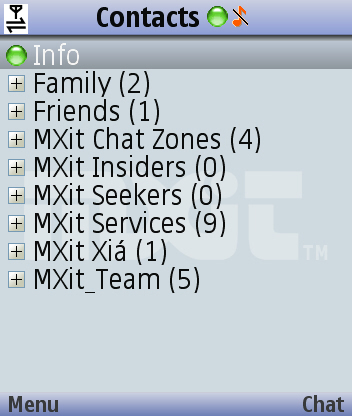 Contacts
Info
Family (2)
Friends (1)
MXit Chat Zones (4)
MXit Insiders (0)
MXit Seekers (0)
MXit Services (9)
MXit Xiá (1)
MXit_Team (5)
TM
Menu Chat